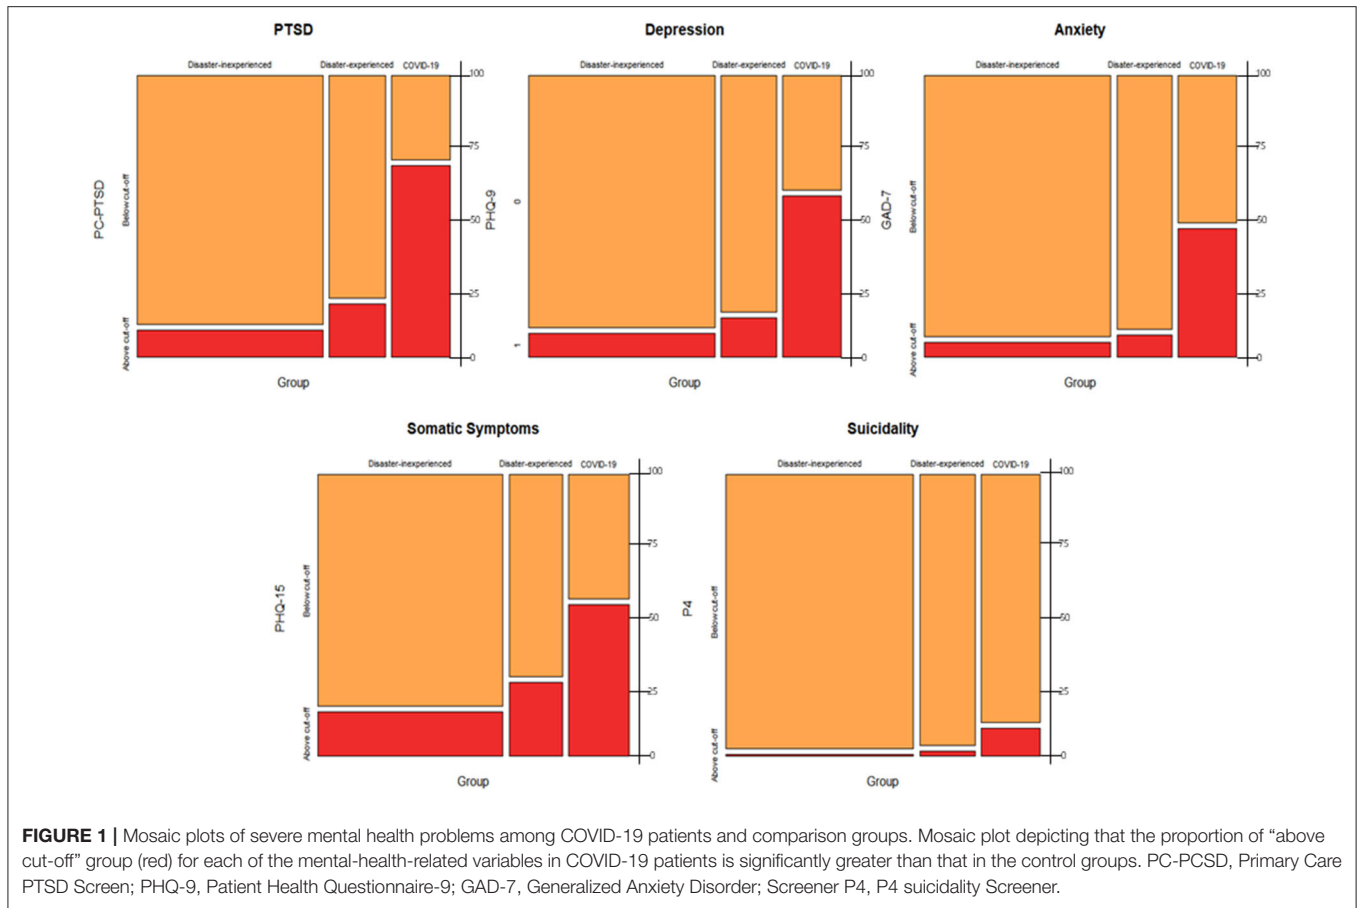 PTSD
Disaster-inexperienced Disater-experienced COVID-19
PC-PTSD
Below cut-off
Above cut-off
100
75
50
25
0
Group
Depression
Disaster-inexperienced Disater-experienced COVID-19
PHQ-9
0
1
100
75
50
25
0
Group
Anxiety
Disaster-inexperienced Disater-experienced COVID-19
GAD-7
Below cut-off
Above cut-off
100
75
50
25
0
Group
Somatic Symptoms
Disaster-inexperienced Disater-experienced COVID-19
PHQ-15
Below cut-off
Above cut-off
100
75
50
25
0
Group
Suicidality
Disaster-inexperienced Disater-experienced COVID-19
P4
Below cut-off
Above cut-off
100
75
50
25
0
Group
FIGURE 1 | Mosaic plots of severe mental health problems among COVID-19 patients and comparison groups. Mosaic plot depicting that the proportion of “above
cut-off” group (red) for each of the mental-health-related variables in COVID-19 patients is significantly greater than that in the control groups. PC-PCSD, Primary Care
PTSD Screen; PHQ-9, Patient Health Questionnaire-9; GAD-7, Generalized Anxiety Disorder; Screener P4, P4 suicidality Screener.